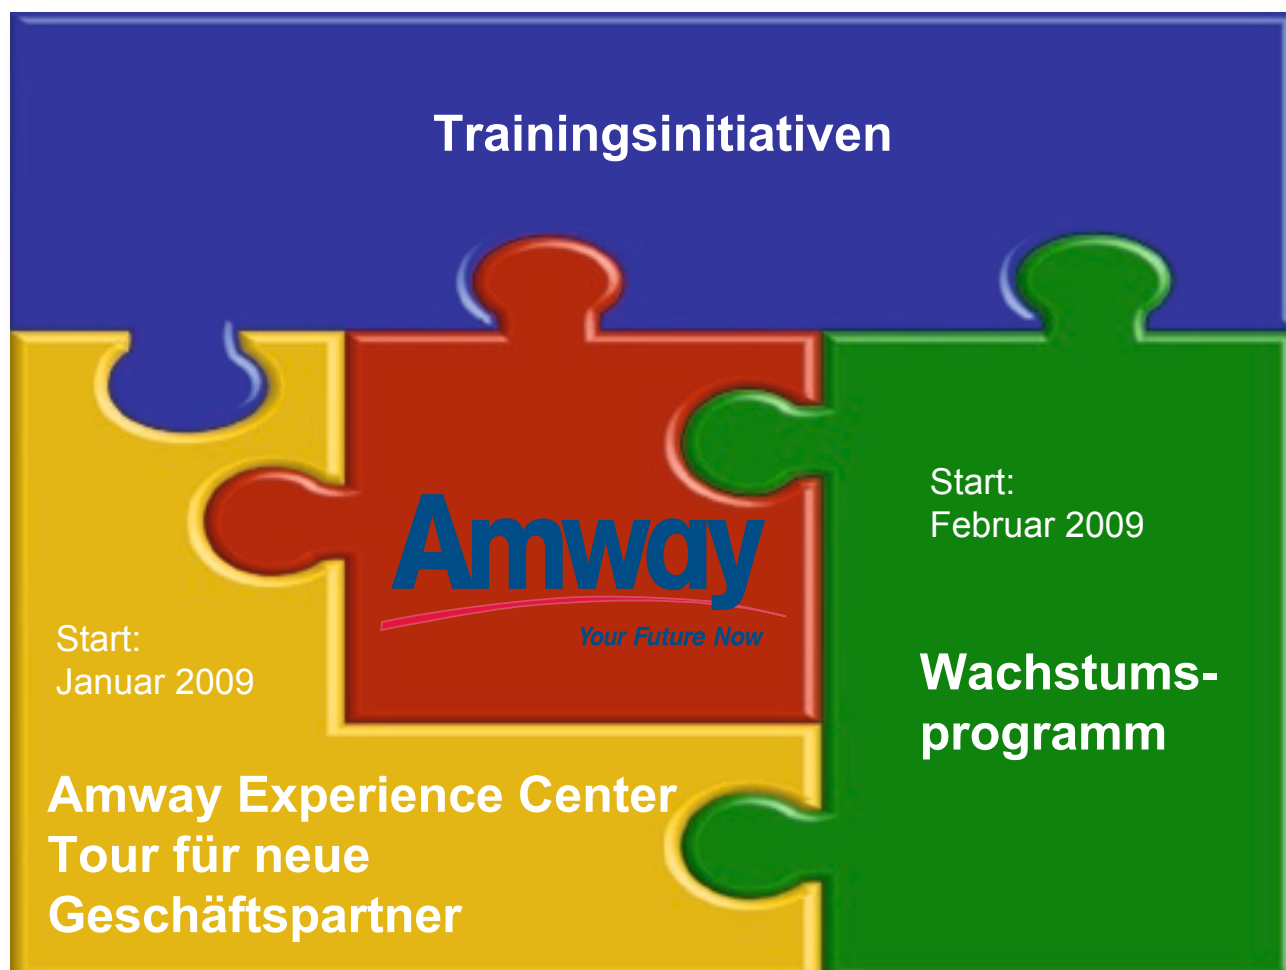 Trainingsinitiativen
Amway
Your Future Now
Start:
Januar 2009
Amway Experience Center
Tour für neue
Geschäftspartner
Start:
Februar 2009
Wachstums-
programm